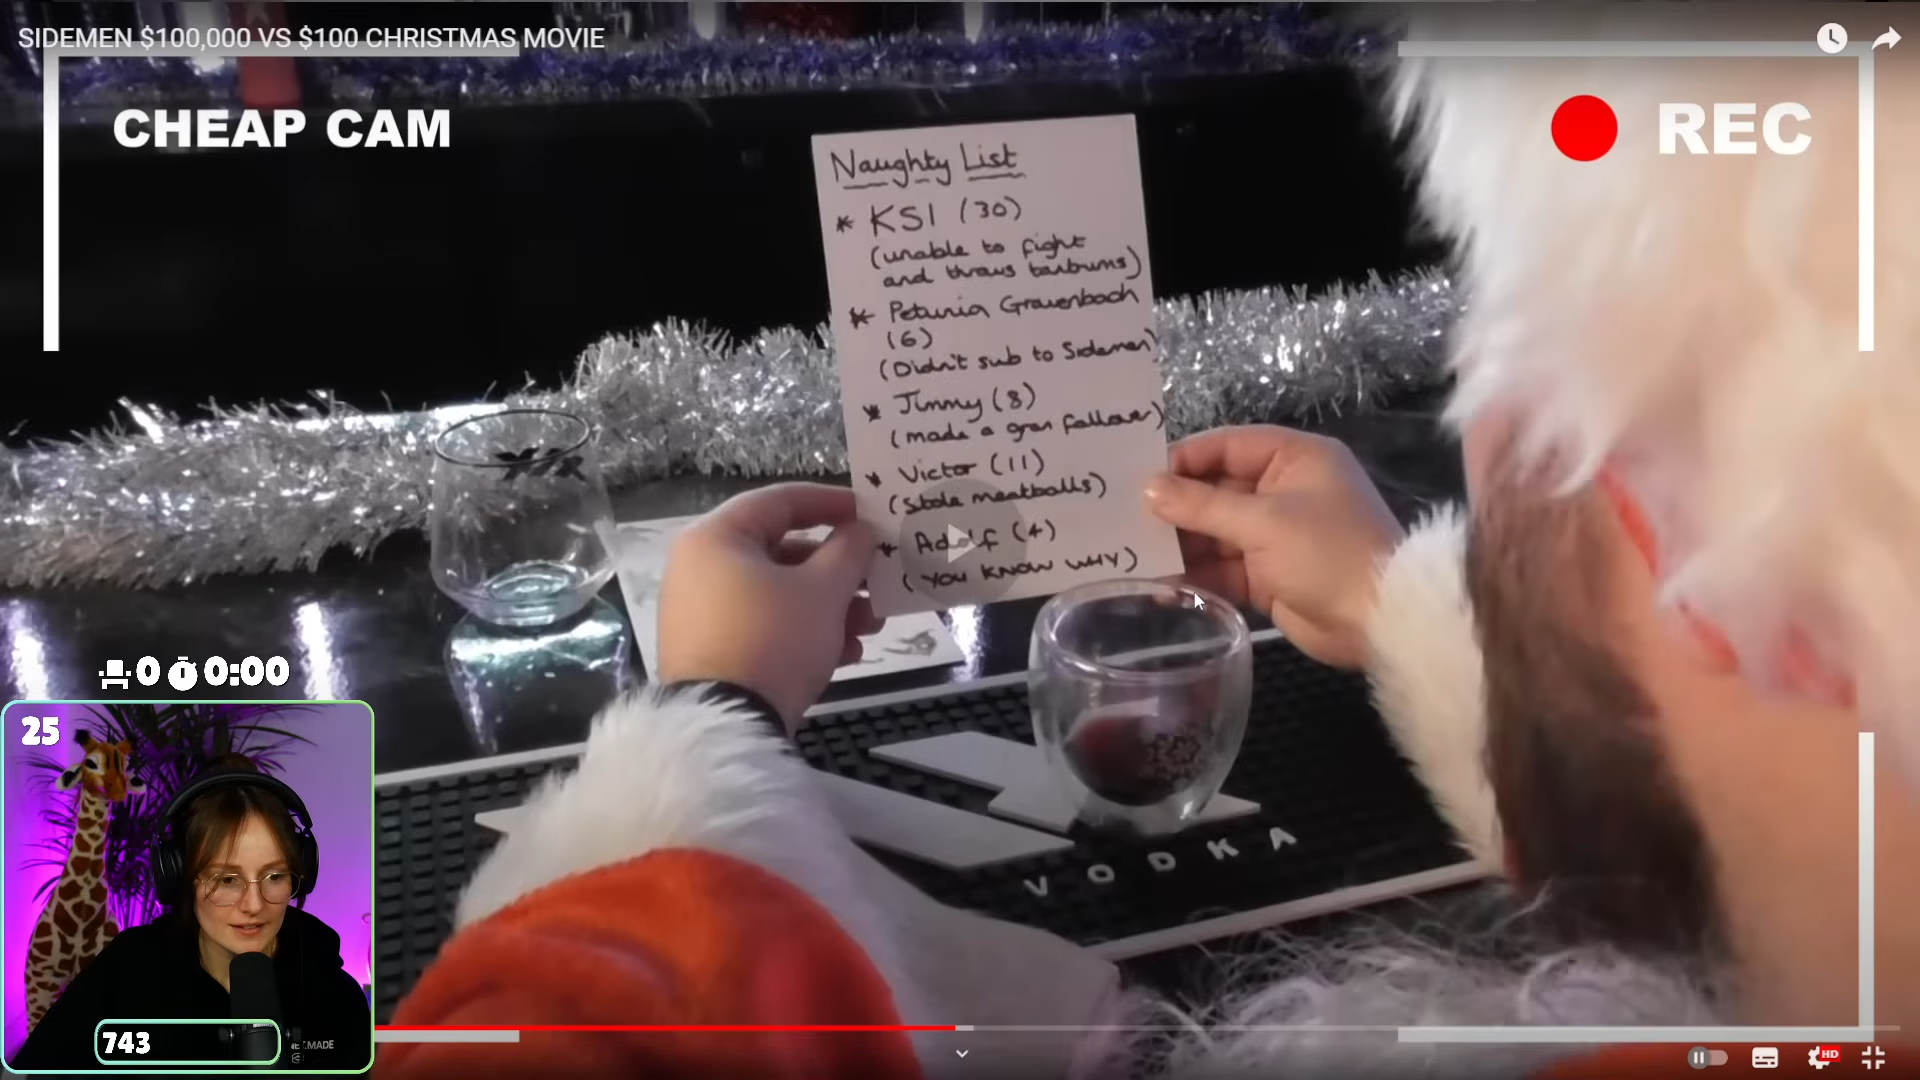 SIDEMEN $100,000 VS $100 CHRISTMAS MOVIE
CHEAP CAM
REC
Naughty List
* KSI (30)
(unable to fight
and throws tantrums)
* Petunia Grauenbach
(6)
(Didn't sub to Sidemen)
* Jimmy (8)
(made a gran fallover)
* Victor (11)
(Stole meatballs)
* Adolf (4)
(YOU KNOW WHY)
VODKA
0 0:00
25
743
MADE
HD